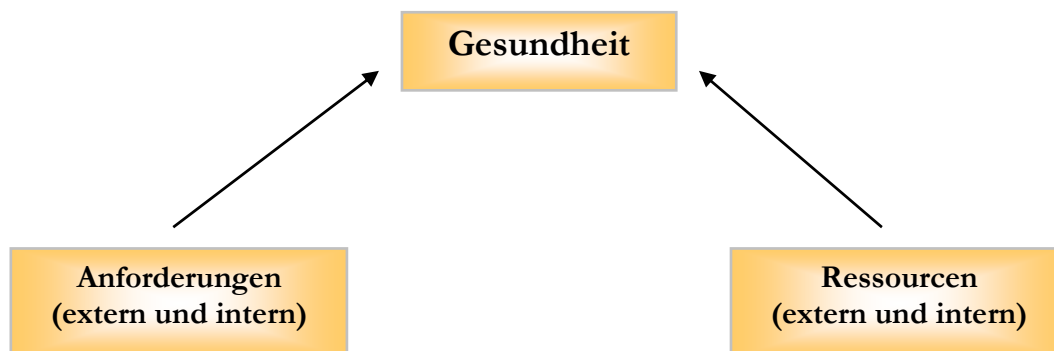 Gesundheit
Anforderungen
(extern und intern)
Ressourcen
(extern und intern)